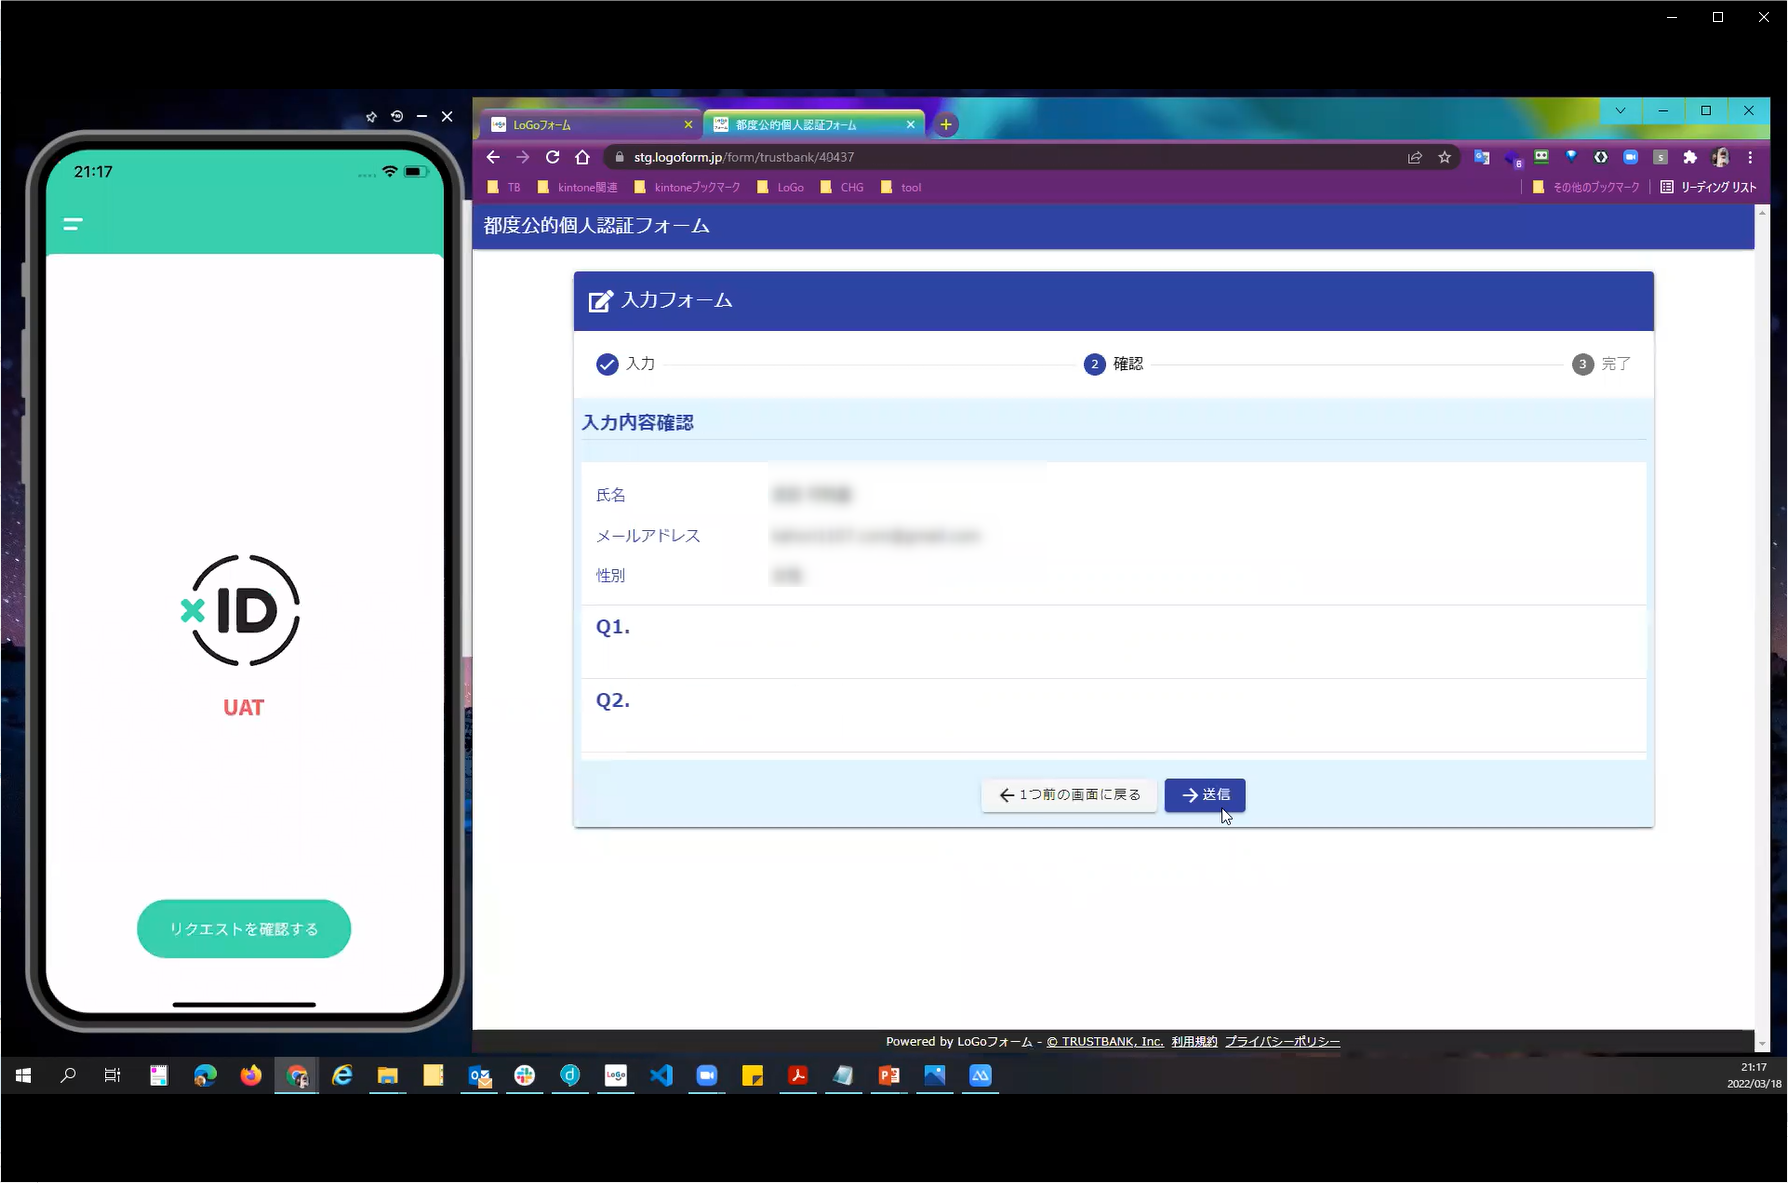 21:17
xID
UAT
リクエストを確認する
LoGoフォーム
都度公的個人認証フォーム
stg.logoform.jp/form/trustbank/40437
TB
kintone関連
kintoneブックマーク
LoGo
CHG
tool
その他のブックマーク
リーディング リスト
都度公的個人認証フォーム
入力フォーム
入力
2 確認
3 完了
入力内容確認
氏名
メールアドレス
性別
Q1.
Q2.
1つ前の画面に戻る
送信
Powered by LoGoフォーム - © TRUSTBANK, Inc. 利用規約 プライバシーポリシー
21:17
2022/03/18